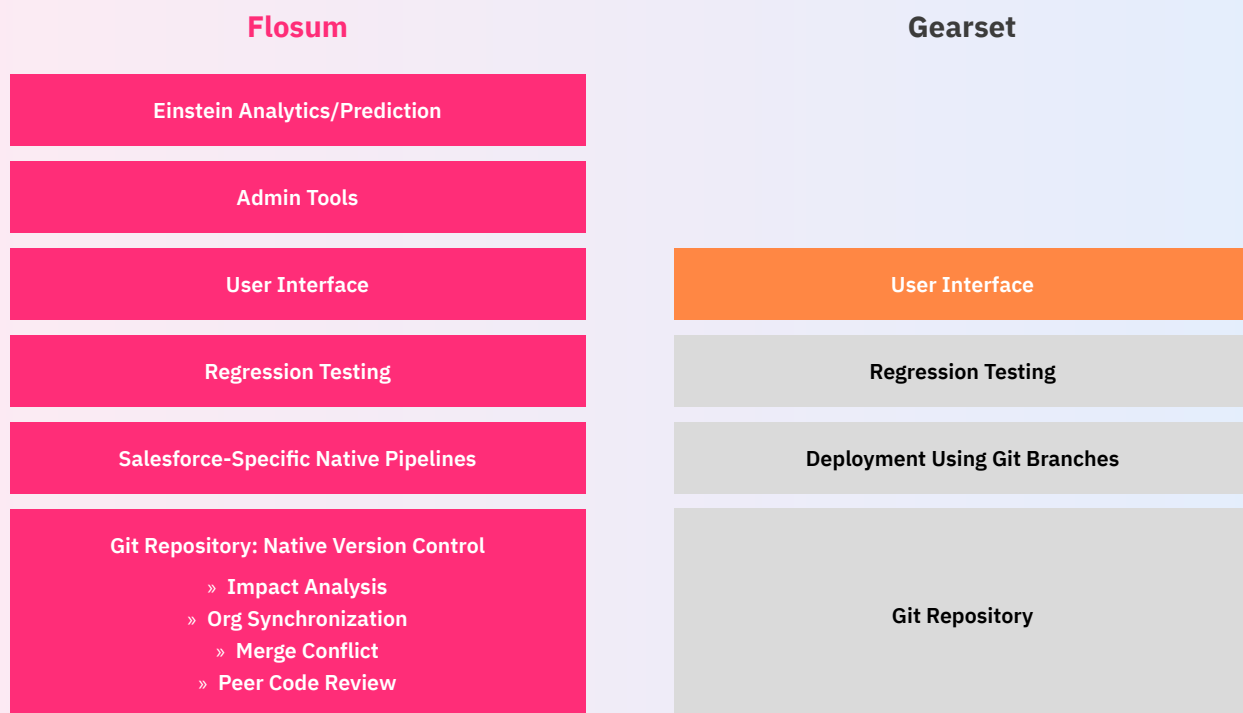 Flosum
Gearset
Einstein Analytics/Prediction
Admin Tools
User Interface
User Interface
Regression Testing
Regression Testing
Salesforce-Specific Native Pipelines
Deployment Using Git Branches
Git Repository: Native Version Control
» Impact Analysis
» Org Synchronization
» Merge Conflict
» Peer Code Review
Git Repository